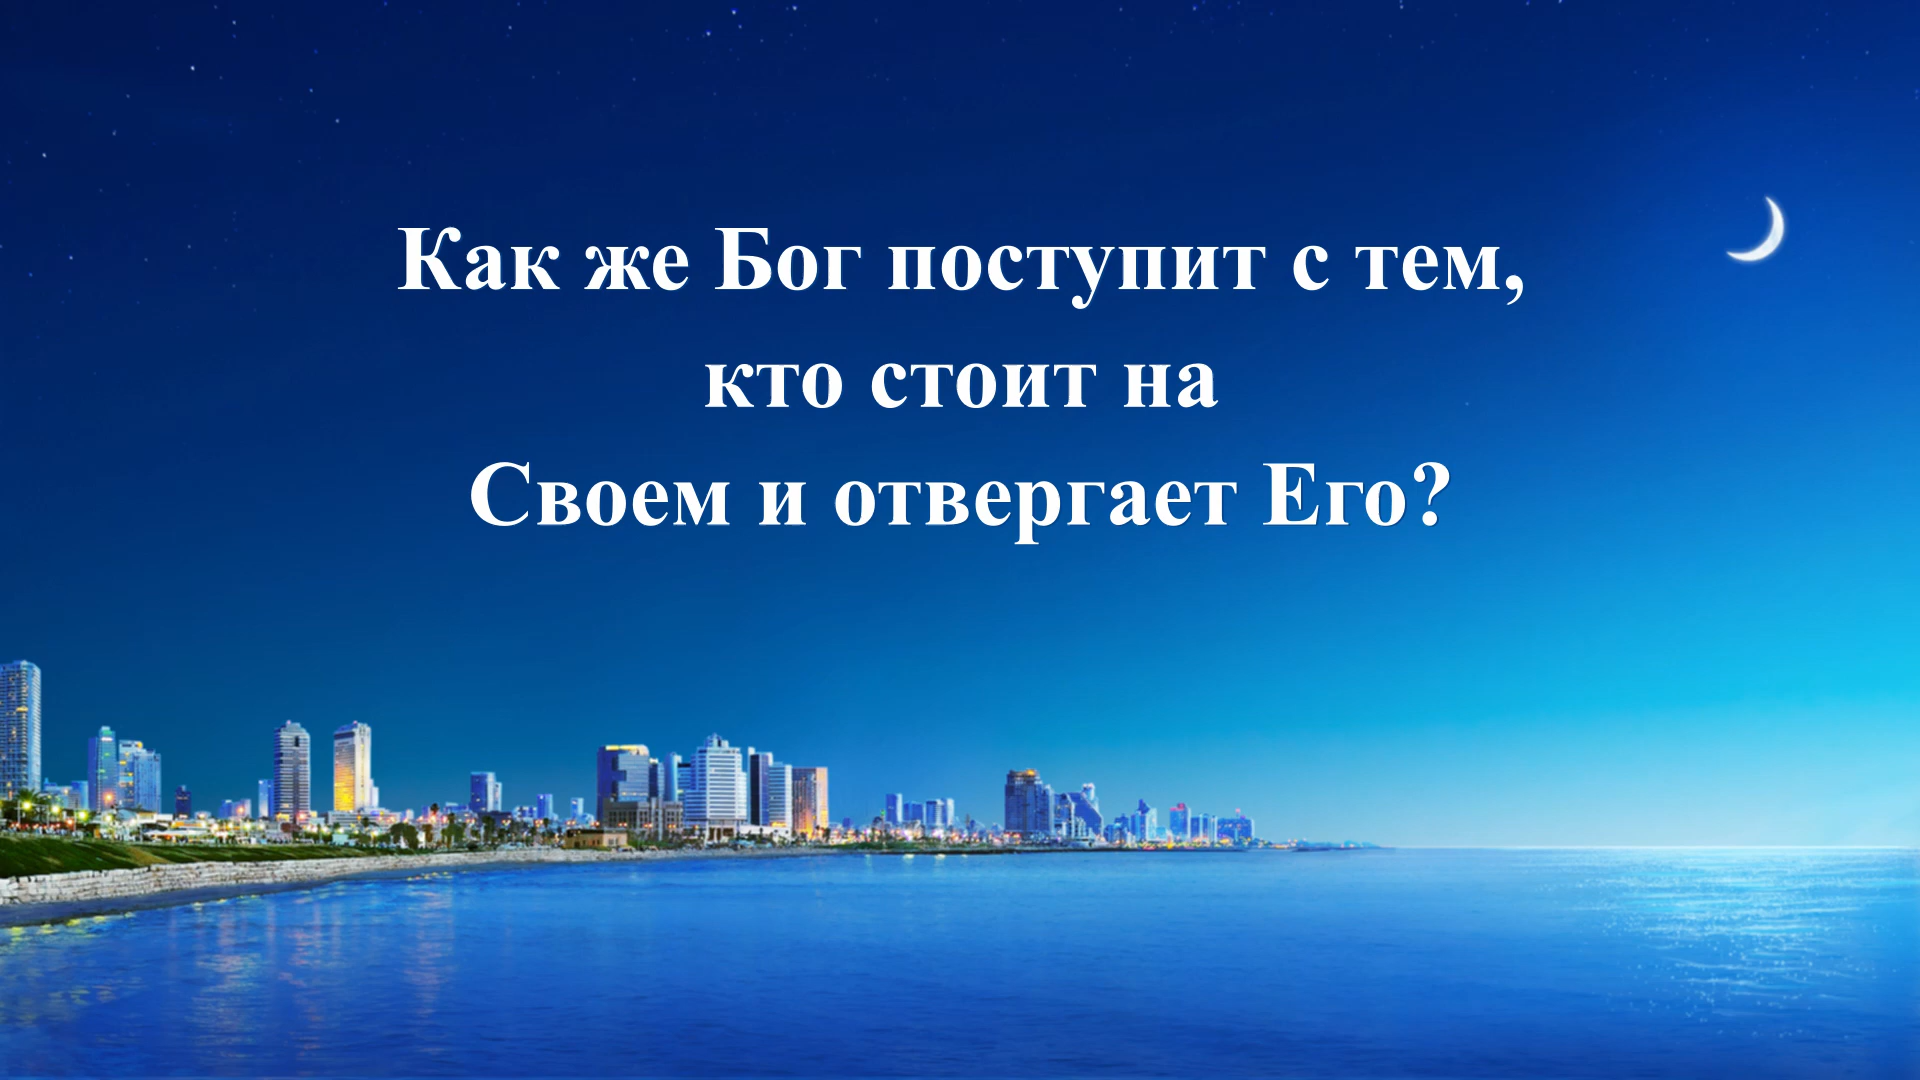 Как же Бог поступит с тем,
кто стоит на
Своем и отвергает Его?